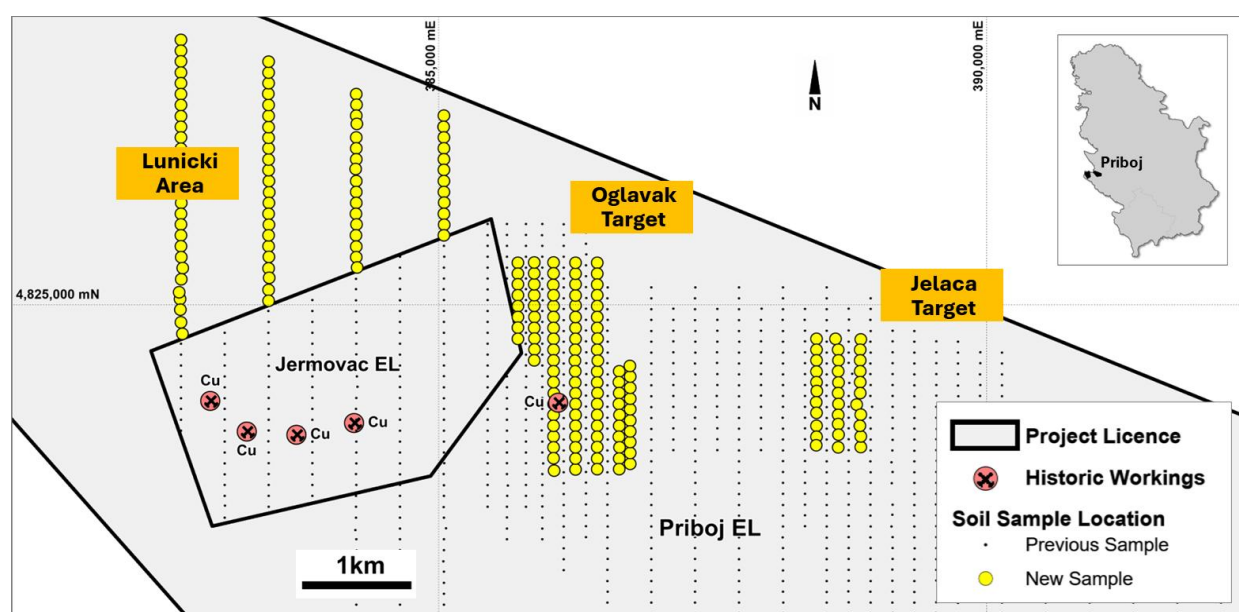 385,000 mE
390,000 mE
N
Priboj
Lunicki
Area
Oglavak
Target
Jelaca
Target
4,825,000 mN
Jermovac EL
Cu
Cu
Cu
Cu
Cu
Priboj EL
1km
Project Licence
Historic Workings
Soil Sample Location
Previous Sample
New Sample